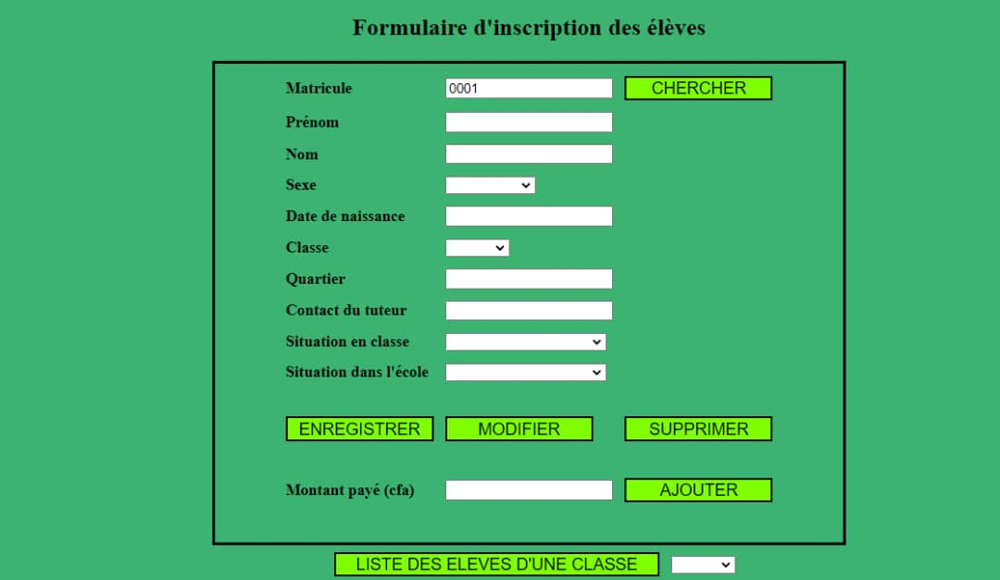 Formulaire d'inscription des élèves
Matricule 0001 CHERCHER
Prénom
Nom
Sexe
Date de naissance
Classe
Quartier
Contact du tuteur
Situation en classe
Situation dans l'école
ENREGISTRER MODIFIER SUPPRIMER
Montant payé (cfa) AJOUTER
LISTE DES ELEVES D'UNE CLASSE